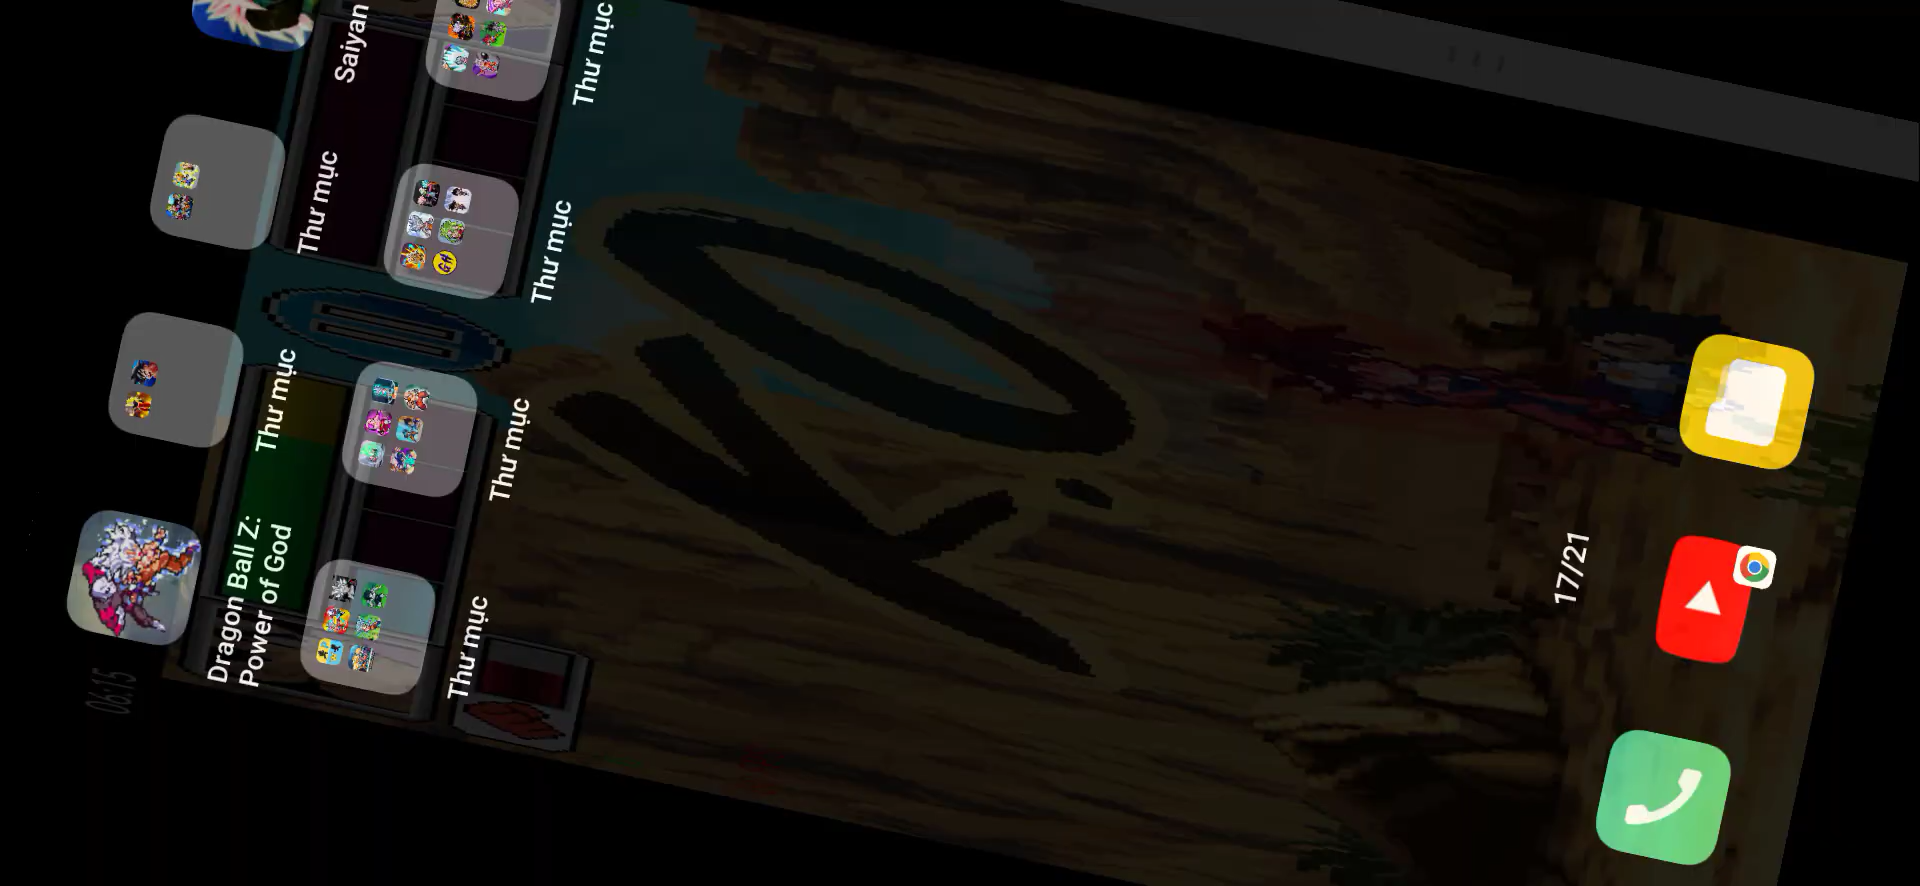 06:15
Dragon Ball Z:
Power of God
Thư mục
Thư mục
Saiyan
Thư mục
Thư mục
Thư mục
Thư mục
K.O
17/21